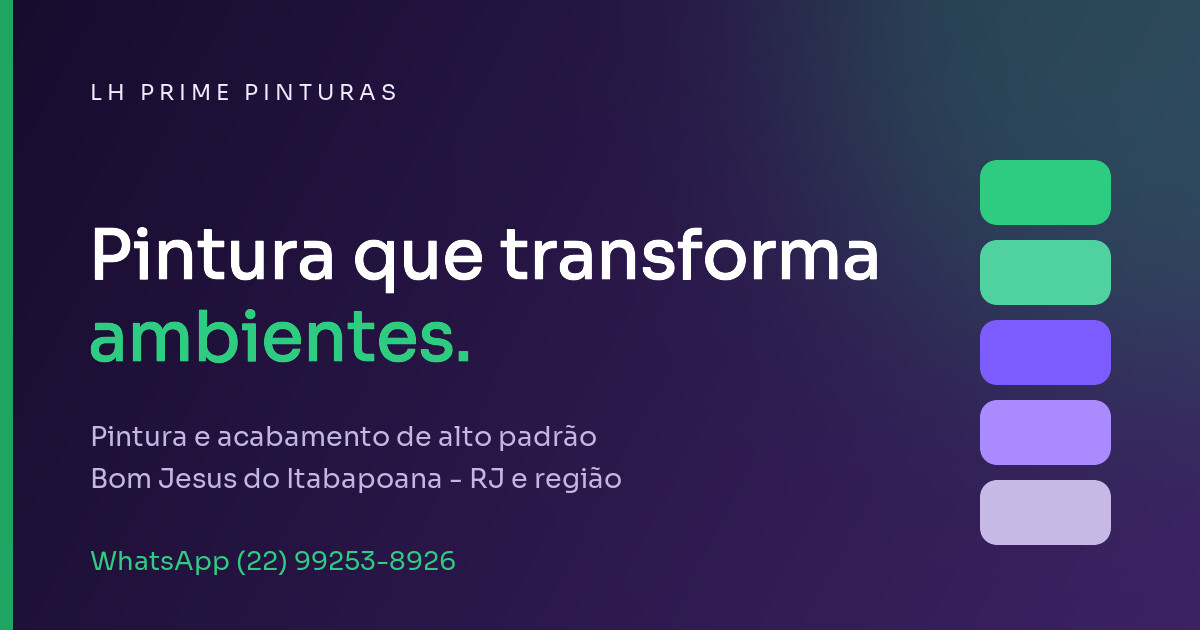 LH PRIME PINTURAS
Pintura que transforma
ambientes.
Pintura e acabamento de alto padrão
Bom Jesus do Itabapoana - RJ e região
WhatsApp (22) 99253-8926